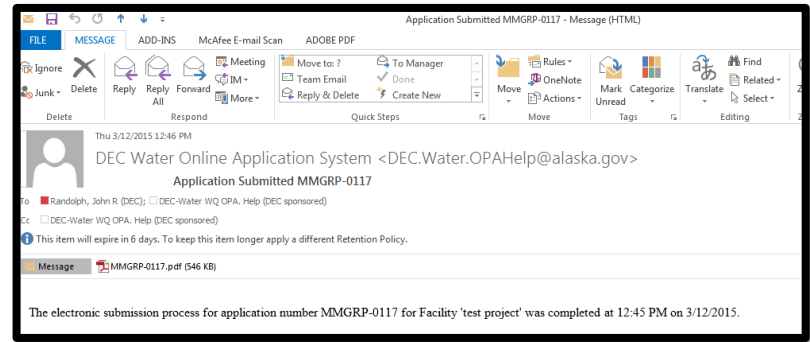 Application Submitted MMGRP-0117 - Message (HTML)
FILE MESSAGE ADD-INS McAfee E-mail Scan ADOBE PDF
Ignore
Junk
Delete
Reply
Reply All
Forward
Meeting
IM
More
Move to: ?
Team Email
Reply & Delete
To Manager
Done
Create New
Move
Rules
OneNote
Actions
Mark Unread
Categorize
Translate
Find
Related
Select
Delete Respond Quick Steps Move Tags Editing
Thu 3/12/2015 12:46 PM
DEC Water Online Application System <DEC.Water.OPAHelp@alaska.gov>
Application Submitted MMGRP-0117
To Randolph, John R (DEC); DEC-Water WQ OPA. Help (DEC sponsored)
Cc DEC-Water WQ OPA. Help (DEC sponsored)
This item will expire in 6 days. To keep this item longer apply a different Retention Policy.
Message MMGRP-0117.pdf (546 KB)
The electronic submission process for application number MMGRP-0117 for Facility 'test project' was completed at 12:45 PM on 3/12/2015.